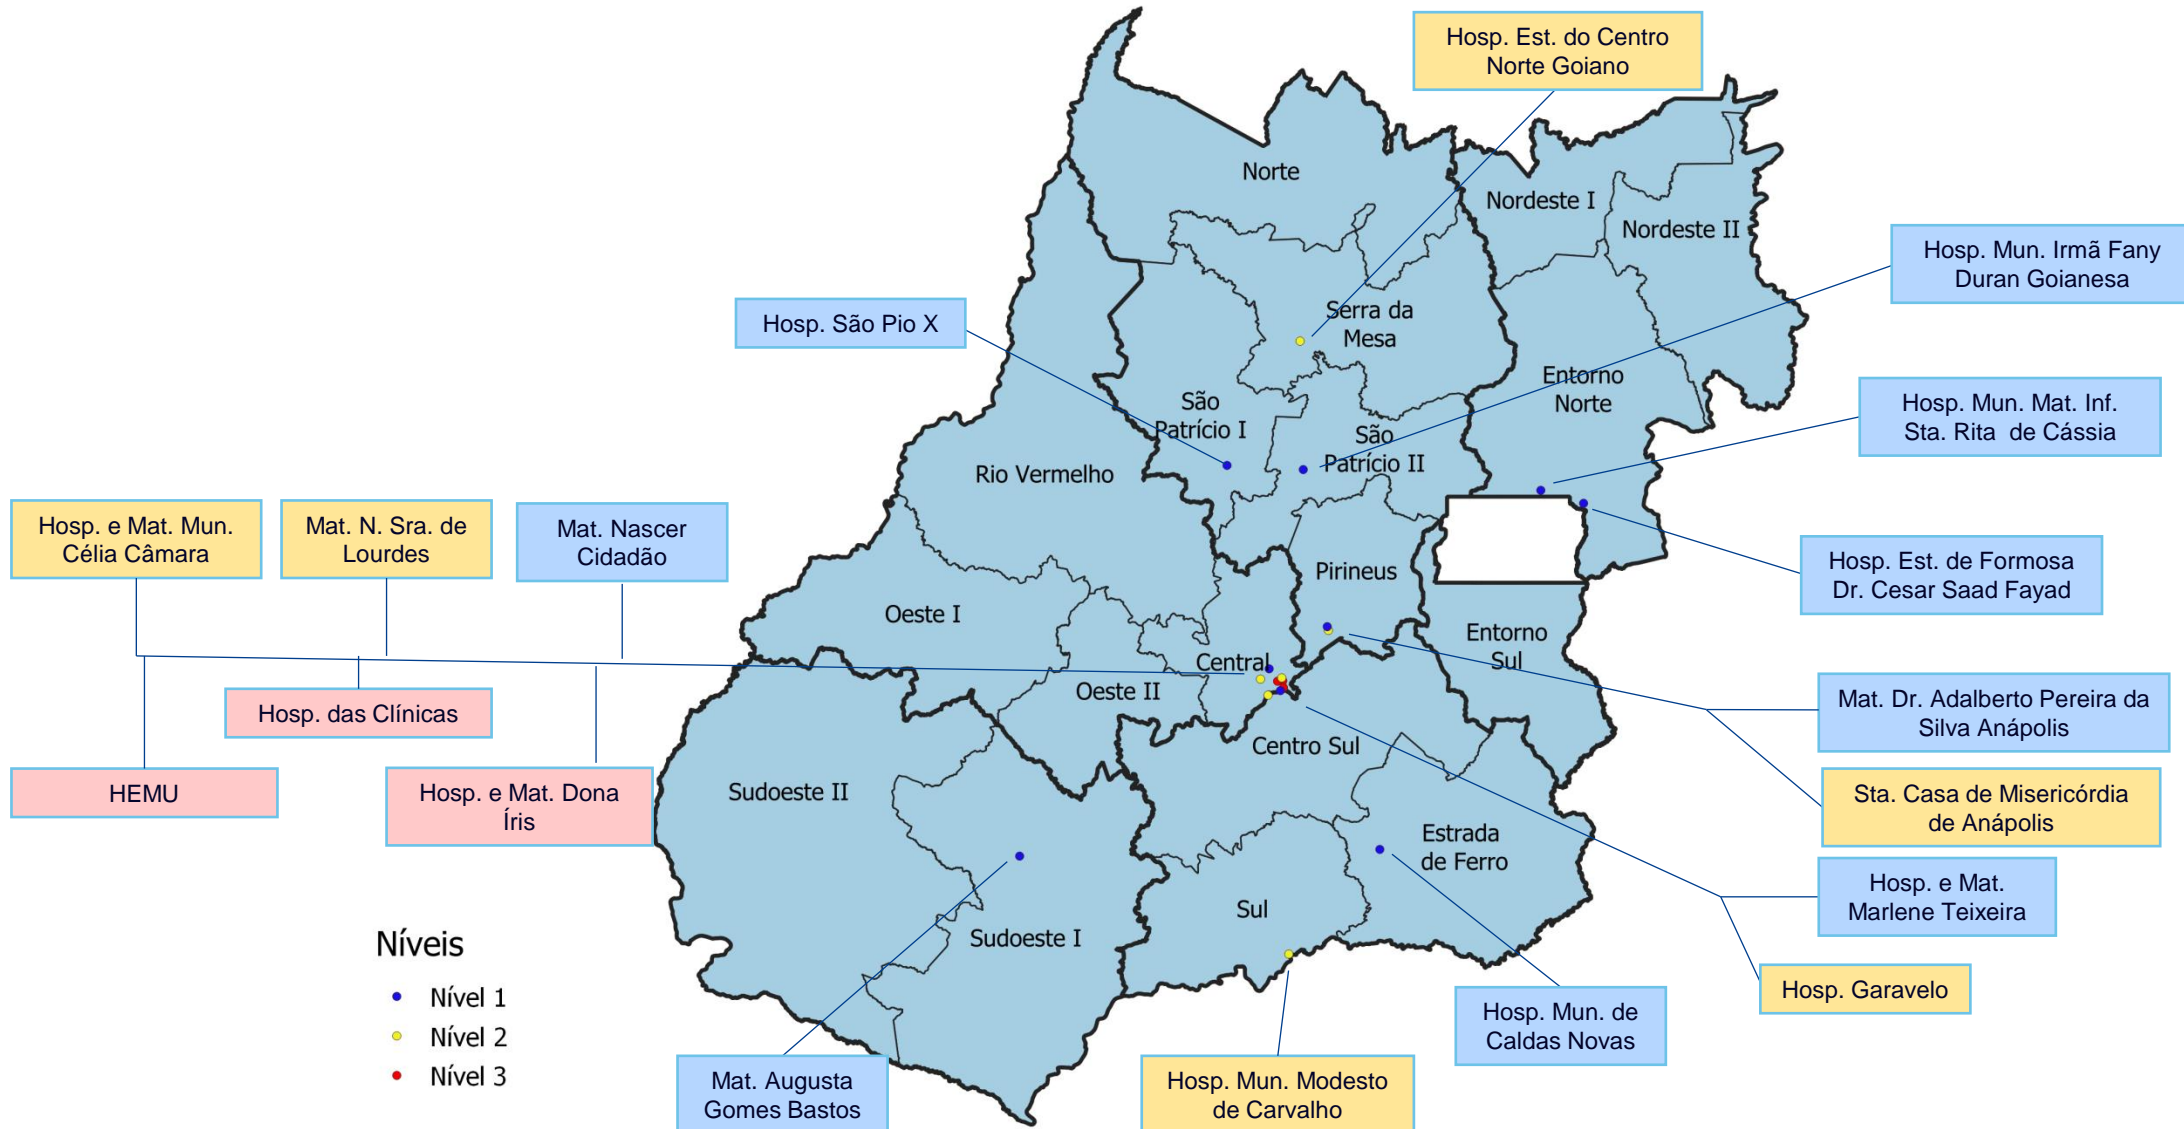 Hosp. Est. do Centro
Norte Goiano
Norte
Nordeste I
Nordeste II
Hosp. Mun. Irmã Fany
Duran Goianesa
Hosp. São Pio X
Serra da
Mesa
Entorno
Norte
São
Patrício I
São
Patrício II
Hosp. Mun. Mat. Inf.
Sta. Rita de Cássia
Rio Vermelho
Hosp. e Mat. Mun.
Célia Câmara
Mat. N. Sra. de
Lourdes
Mat. Nascer
Cidadão
Pirineus
Hosp. Est. de Formosa
Dr. Cesar Saad Fayad
Oeste I
Entorno
Sul
Central
Oeste II
Hosp. das Clínicas
Mat. Dr. Adalberto Pereira da
Silva Anápolis
Centro Sul
HEMU
Hosp. e Mat. Dona
Íris
Sudoeste II
Sta. Casa de Misericórdia
de Anápolis
Estrada
de Ferro
Hosp. e Mat.
Marlene Teixeira
Sul
Sudoeste I
Níveis
Nível 1
Nível 2
Nível 3
Hosp. Garavelo
Hosp. Mun. de
Caldas Novas
Mat. Augusta
Gomes Bastos
Hosp. Mun. Modesto
de Carvalho